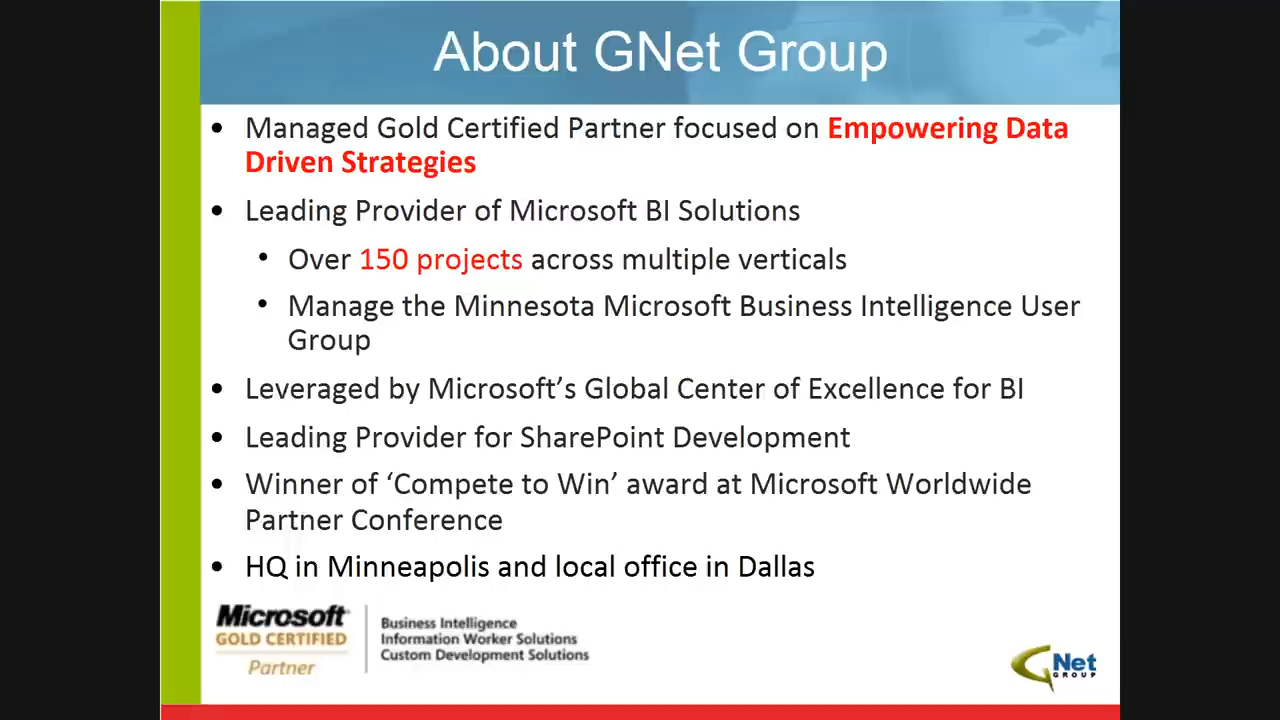 About GNet Group
• Managed Gold Certified Partner focused on Empowering Data
Driven Strategies
• Leading Provider of Microsoft BI Solutions
• Over 150 projects across multiple verticals
• Manage the Minnesota Microsoft Business Intelligence User
Group
• Leveraged by Microsoft’s Global Center of Excellence for BI
• Leading Provider for SharePoint Development
• Winner of ‘Compete to Win’ award at Microsoft Worldwide
Partner Conference
• HQ in Minneapolis and local office in Dallas
Microsoft
GOLD CERTIFIED
Partner
Business Intelligence
Information Worker Solutions
Custom Development Solutions
GNet
GROUP